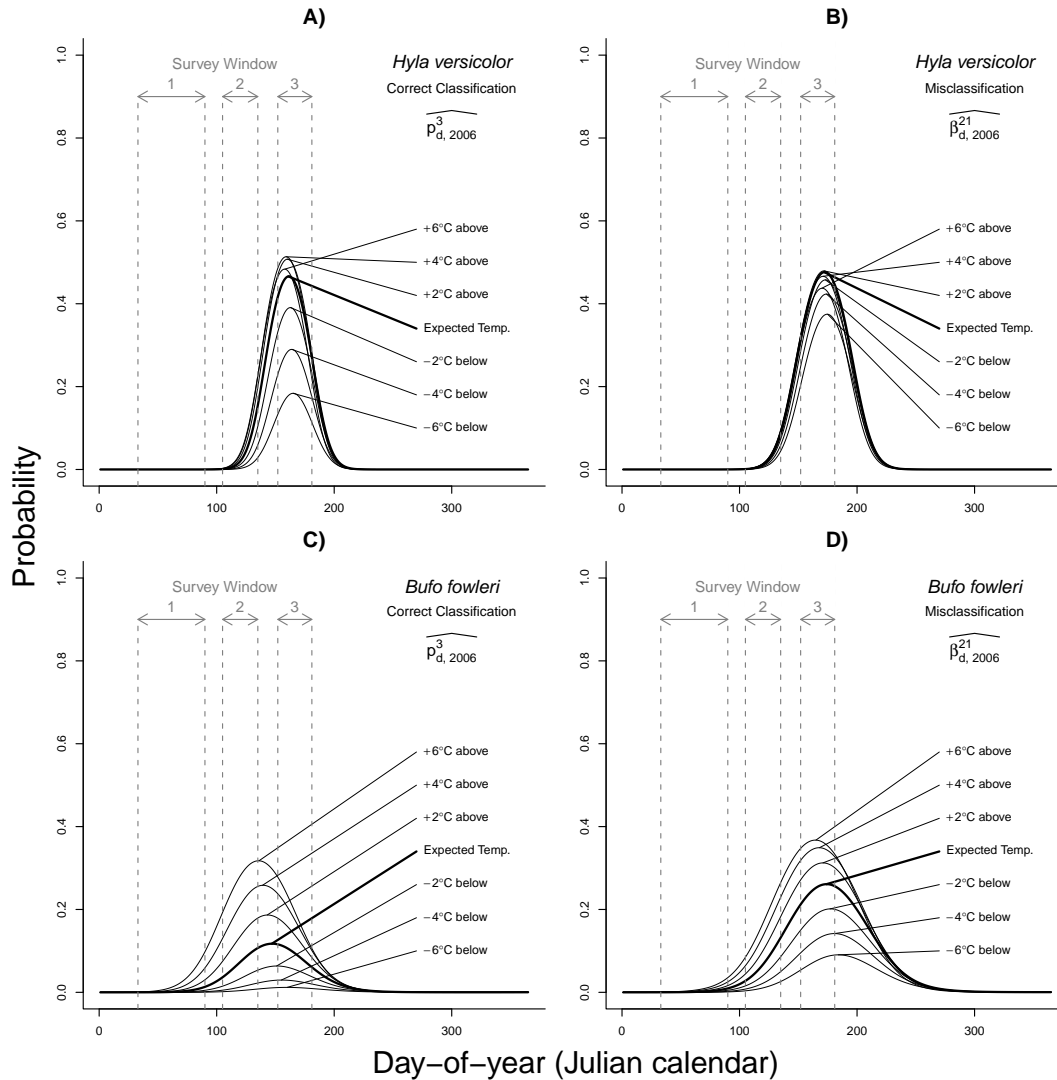 A)
Survey Window
1 2 3
Hyla versicolor
Correct Classification
p^3_d, 2006
+6°C above
+4°C above
+2°C above
Expected Temp.
−2°C below
−4°C below
−6°C below
0.0 0.2 0.4 0.6 0.8 1.0
0 100 200 300
B)
Survey Window
1 2 3
Hyla versicolor
Misclassification
β^21_d, 2006
+6°C above
+4°C above
+2°C above
Expected Temp.
−2°C below
−4°C below
−6°C below
0.0 0.2 0.4 0.6 0.8 1.0
0 100 200 300
C)
Survey Window
1 2 3
Bufo fowleri
Correct Classification
p^3_d, 2006
+6°C above
+4°C above
+2°C above
Expected Temp.
−2°C below
−4°C below
−6°C below
0.0 0.2 0.4 0.6 0.8 1.0
0 100 200 300
D)
Survey Window
1 2 3
Bufo fowleri
Misclassification
β^21_d, 2006
+6°C above
+4°C above
+2°C above
Expected Temp.
−2°C below
−4°C below
−6°C below
0.0 0.2 0.4 0.6 0.8 1.0
0 100 200 300
Probability
Day−of−year (Julian calendar)